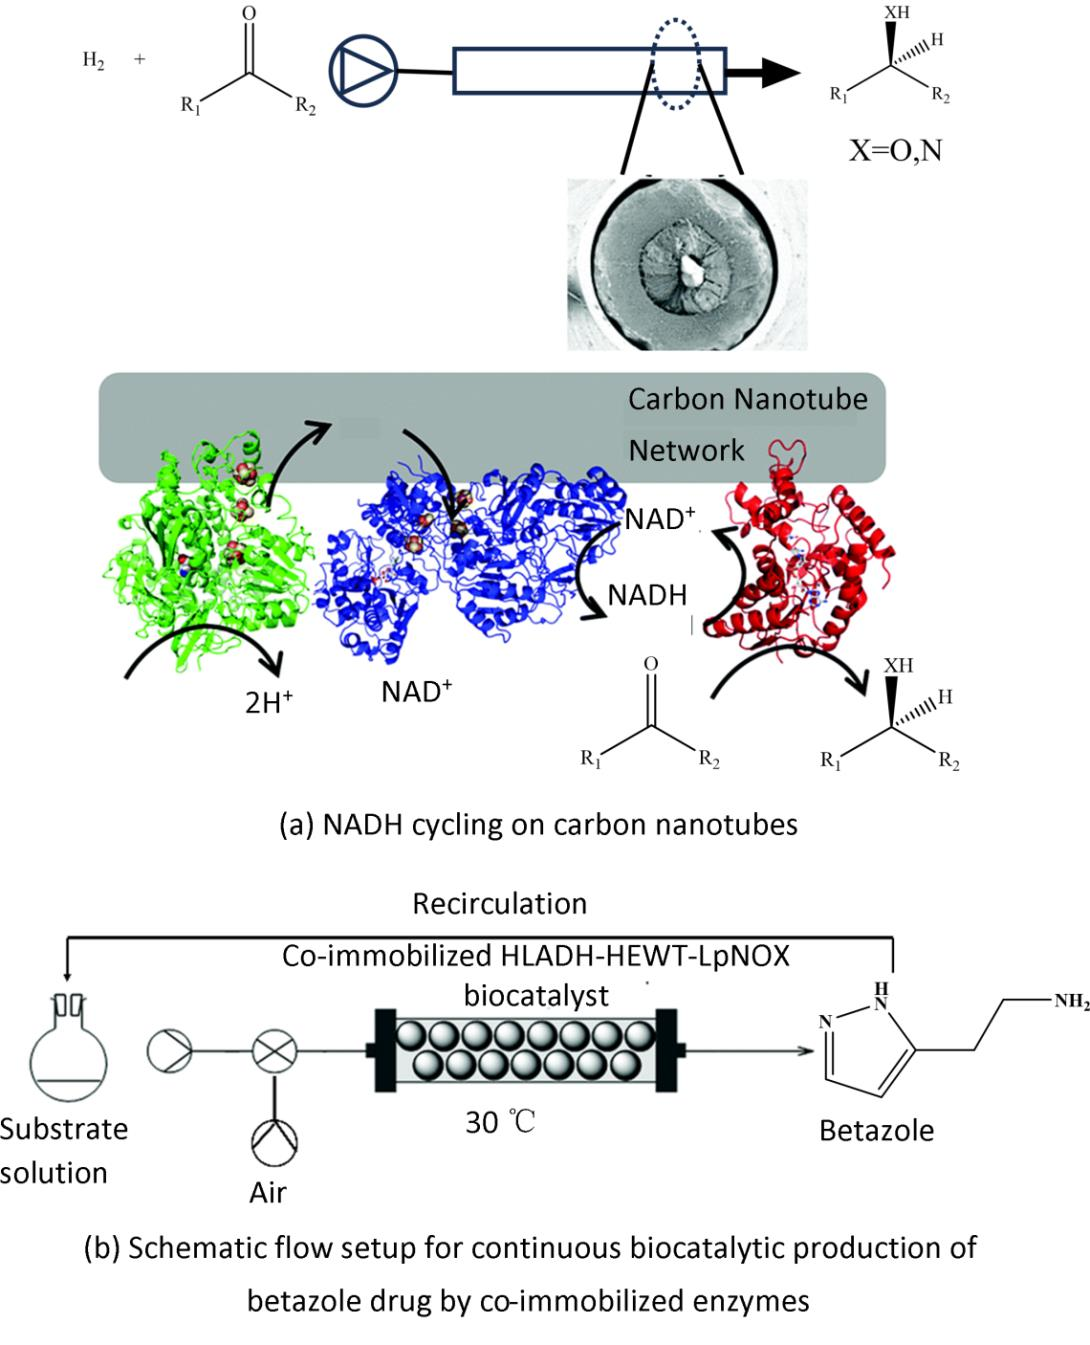 H₂ + O R₁ R₂
XH H R₁ R₂
X=O,N
Carbon Nanotube
Network
NAD⁺
NADH
2H⁺
NAD⁺
O R₁ R₂
XH H R₁ R₂
(a) NADH cycling on carbon nanotubes
Recirculation
Co-immobilized HLADH-HEWT-LpNOX
biocatalyst
H
N
N
NH₂
30 ℃
Substrate
solution
Air
Betazole
(b) Schematic flow setup for continuous biocatalytic production of
betazole drug by co-immobilized enzymes